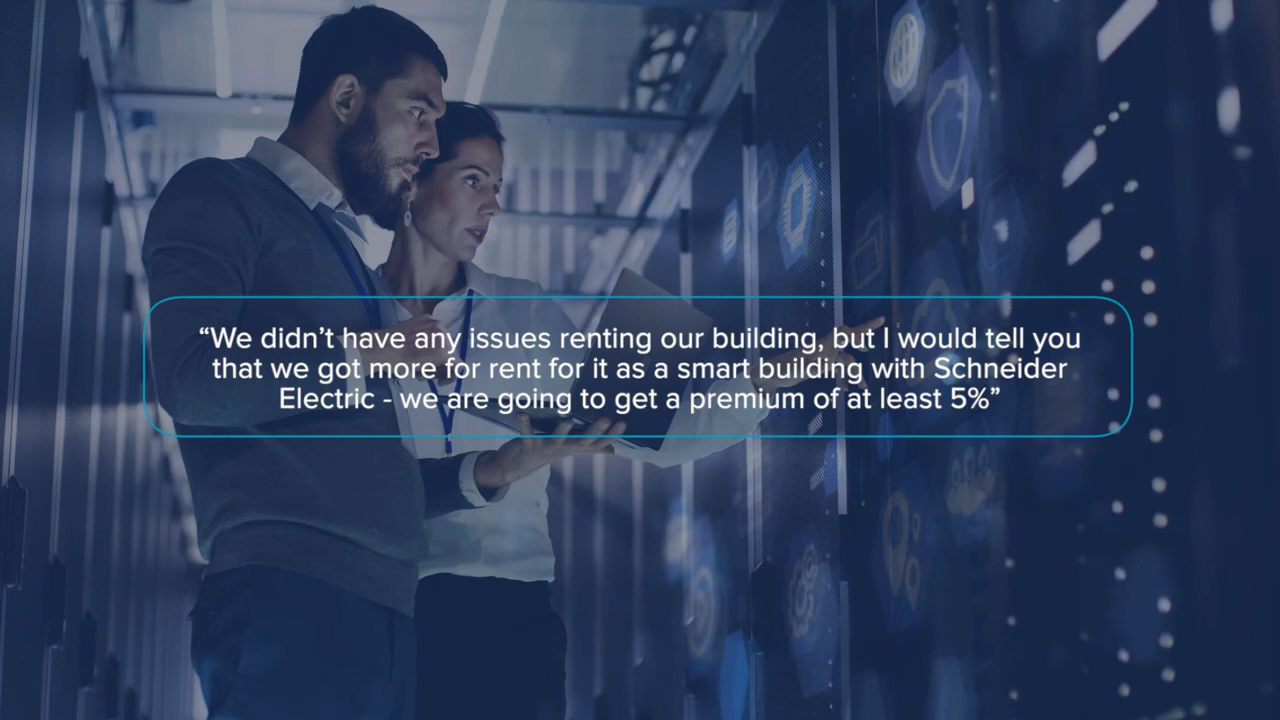 “We didn’t have any issues renting our building, but I would tell you
that we got more for rent for it as a smart building with Schneider
Electric - we are going to get a premium of at least 5%”